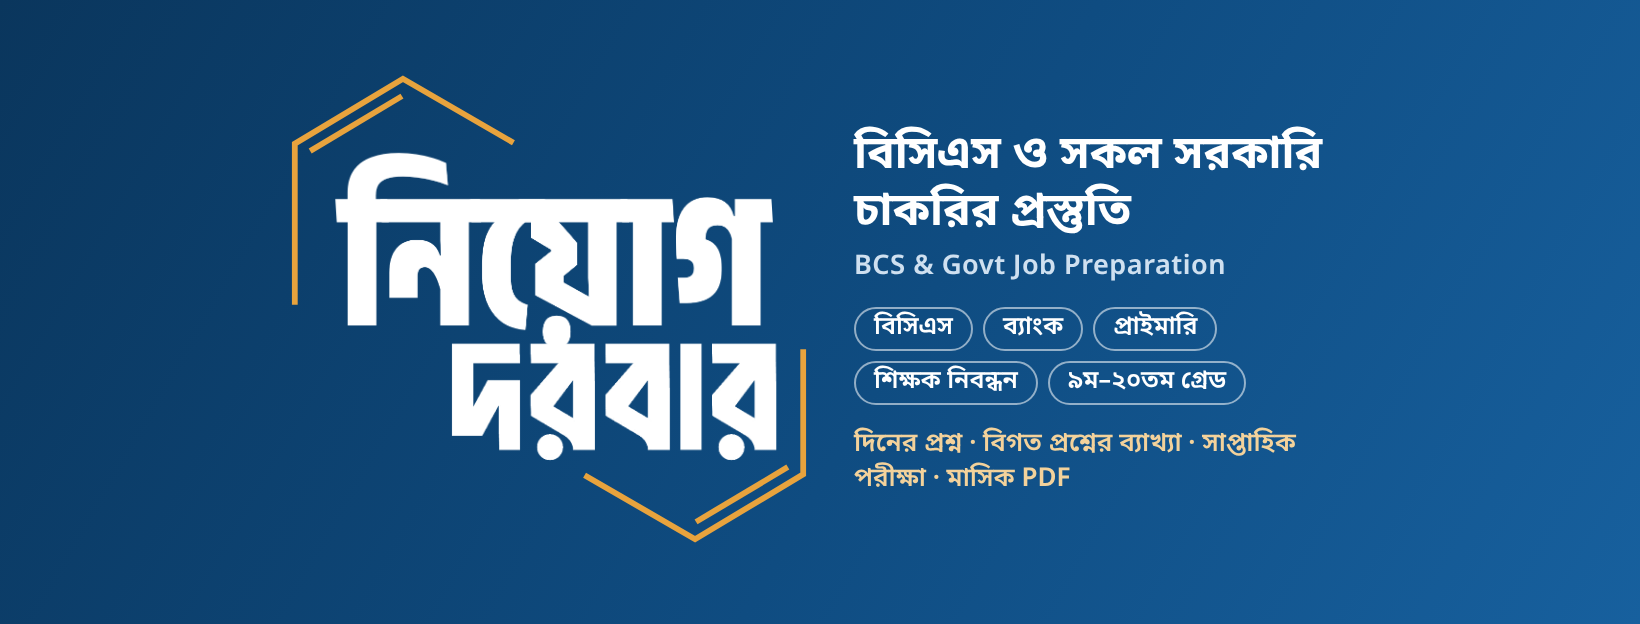 নিয়োগ
দরবার
বিসিএস ও সকল সরকারি
চাকরির প্রস্তুতি
BCS & Govt Job Preparation
বিসিএস ব্যাংক প্রাইমারি
শিক্ষক নিবন্ধন ৯ম–২০তম গ্রেড
দিনের প্রশ্ন · বিগত প্রশ্নের ব্যাখ্যা · সাপ্তাহিক
পরীক্ষা · মাসিক PDF